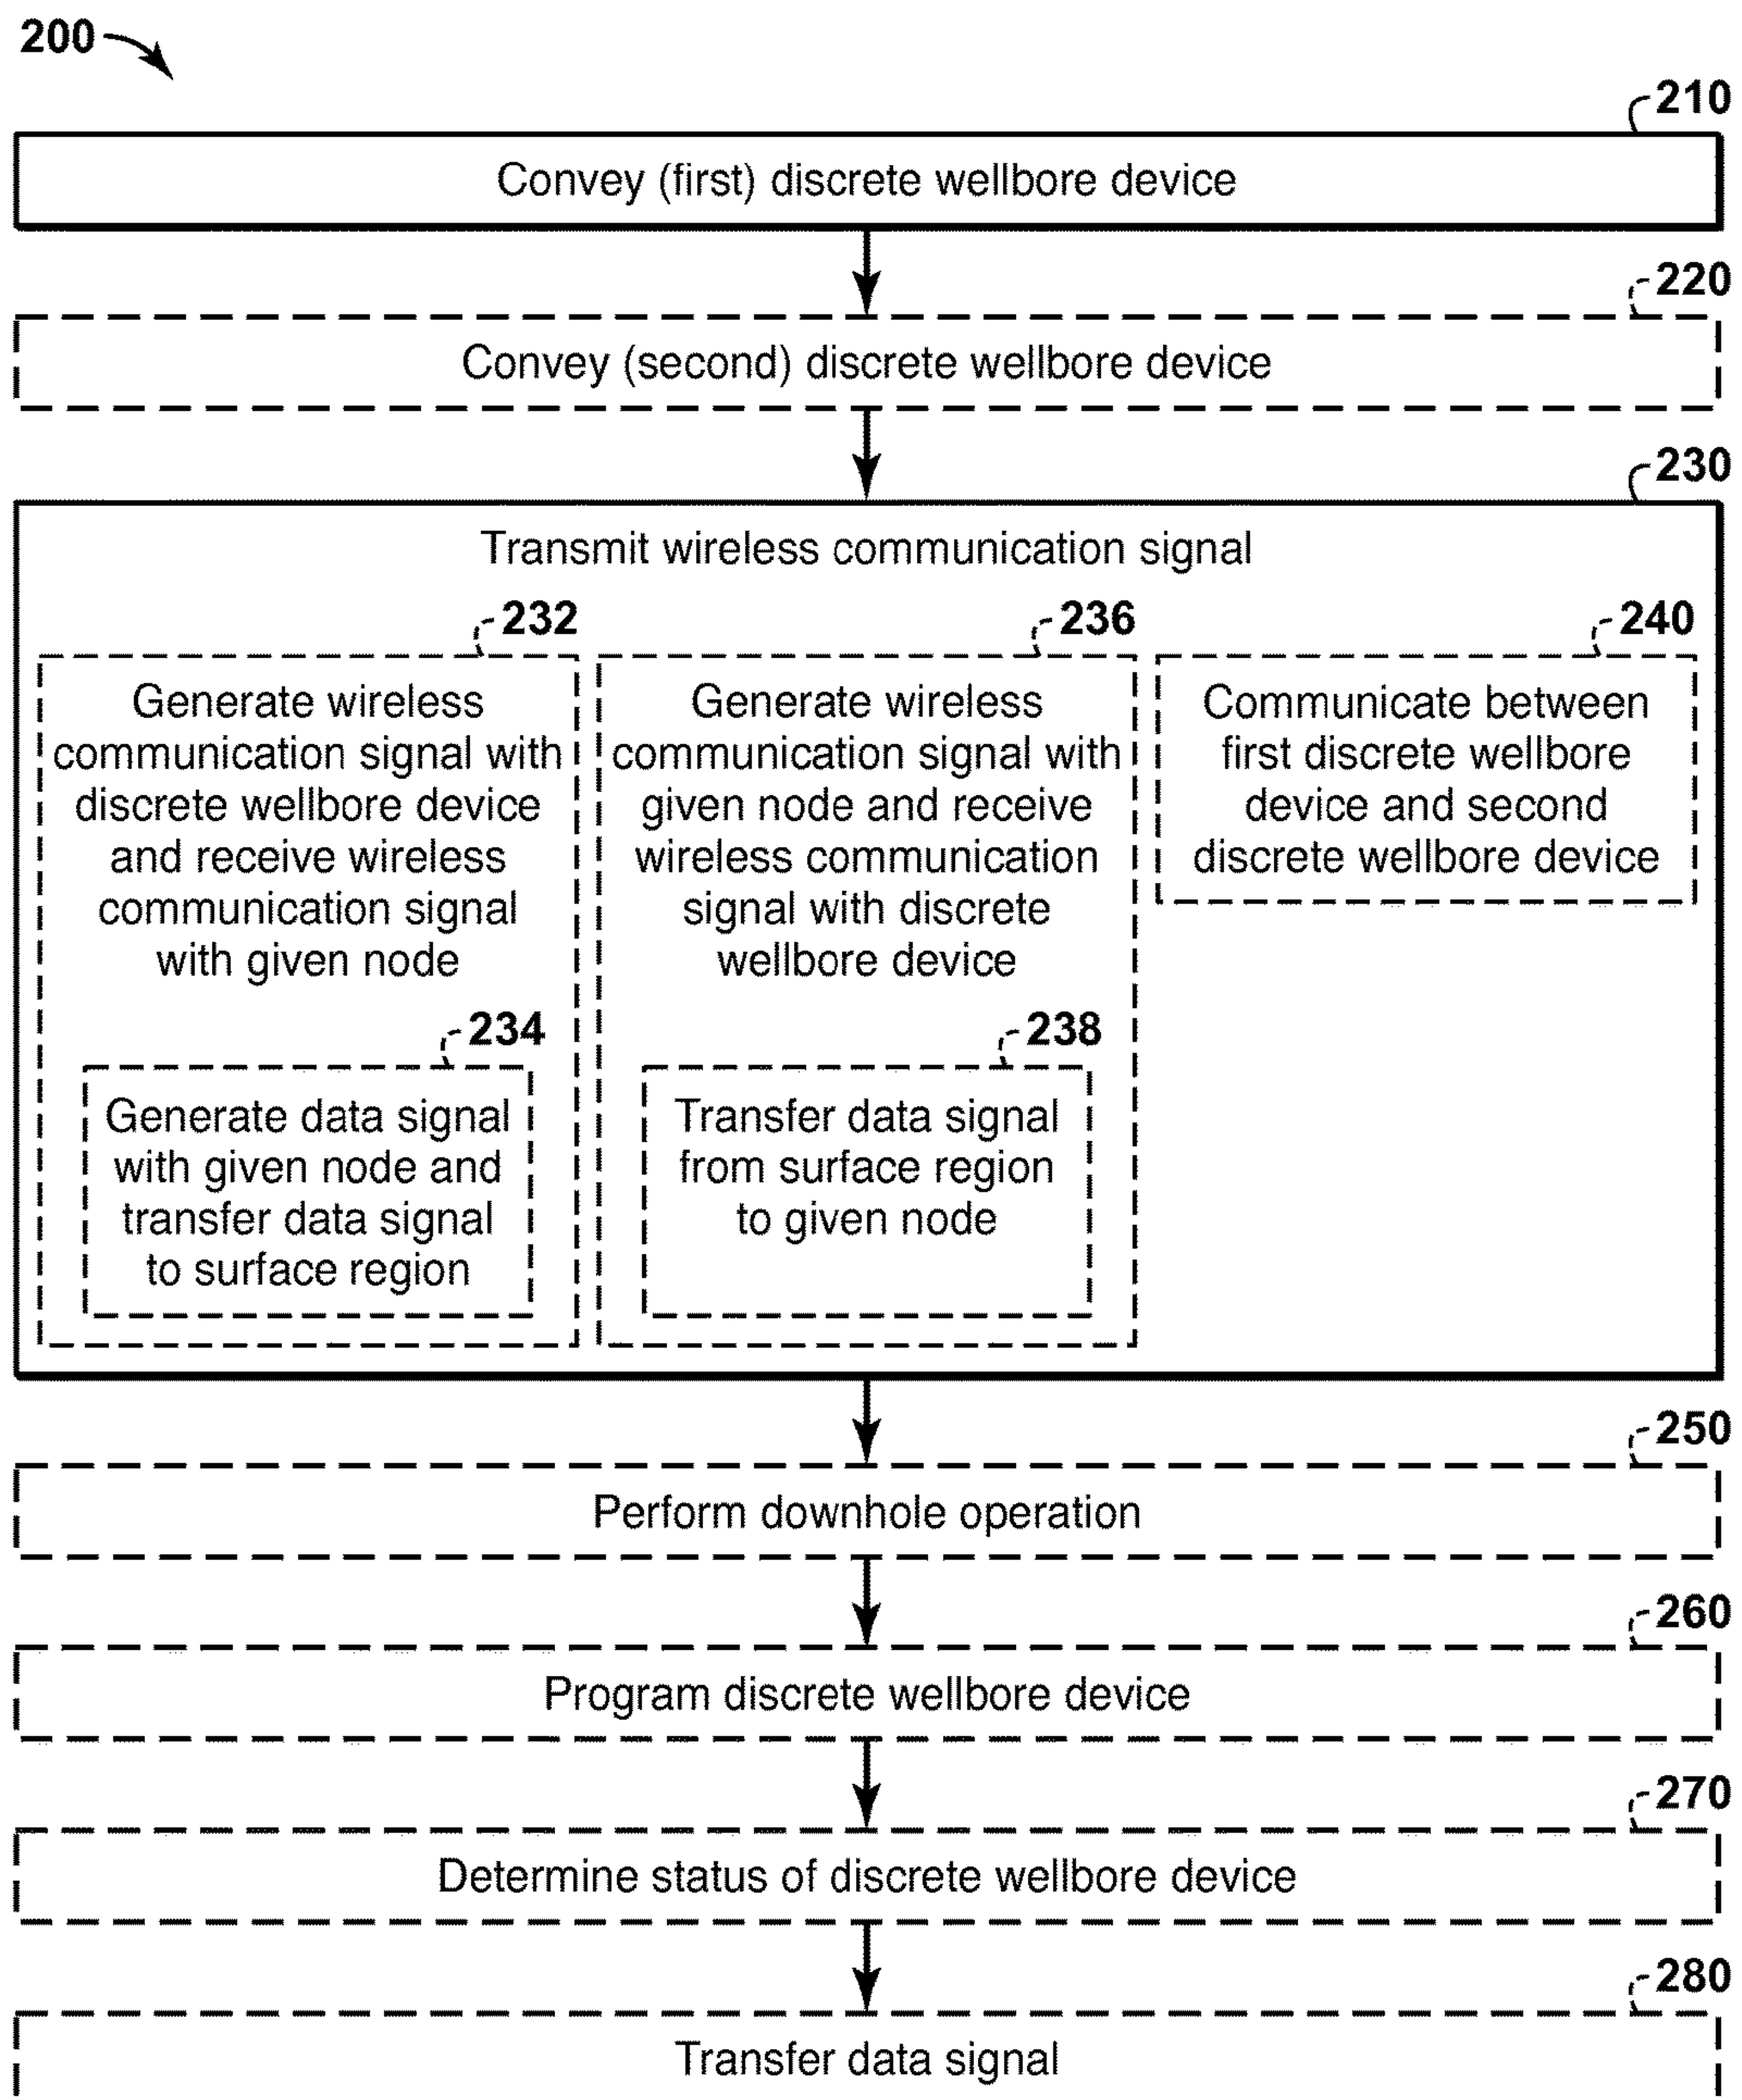 200
210
Convey (first) discrete wellbore device
220
Convey (second) discrete wellbore device
230
Transmit wireless communication signal
232
Generate wireless
communication signal with
discrete wellbore device
and receive wireless
communication signal
with given node
234
Generate data signal
with given node and
transfer data signal
to surface region
236
Generate wireless
communication signal with
given node and receive
wireless communication
signal with discrete
wellbore device
238
Transfer data signal
from surface region
to given node
240
Communicate between
first discrete wellbore
device and second
discrete wellbore device
250
Perform downhole operation
260
Program discrete wellbore device
270
Determine status of discrete wellbore device
280
Transfer data signal